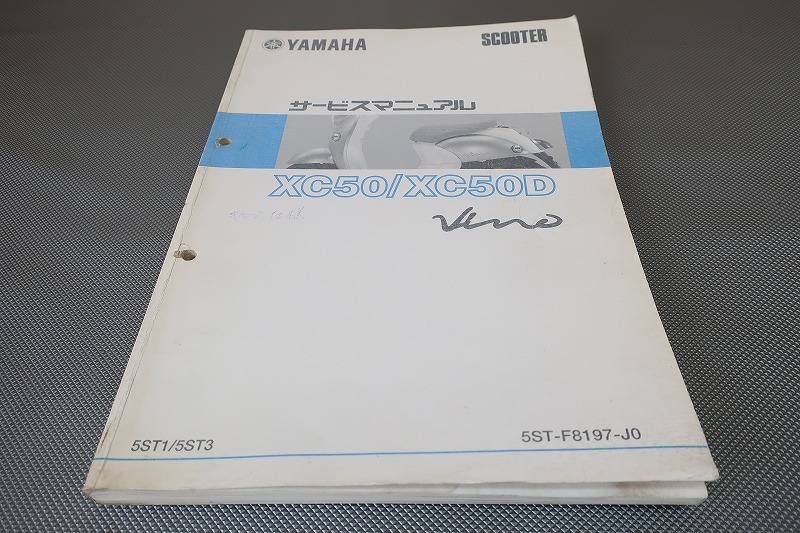 YAMAHA SCOOTER
サービスマニュアル
XC50/XC50D
Vino
5ST1/5ST3 5ST-F8197-J0